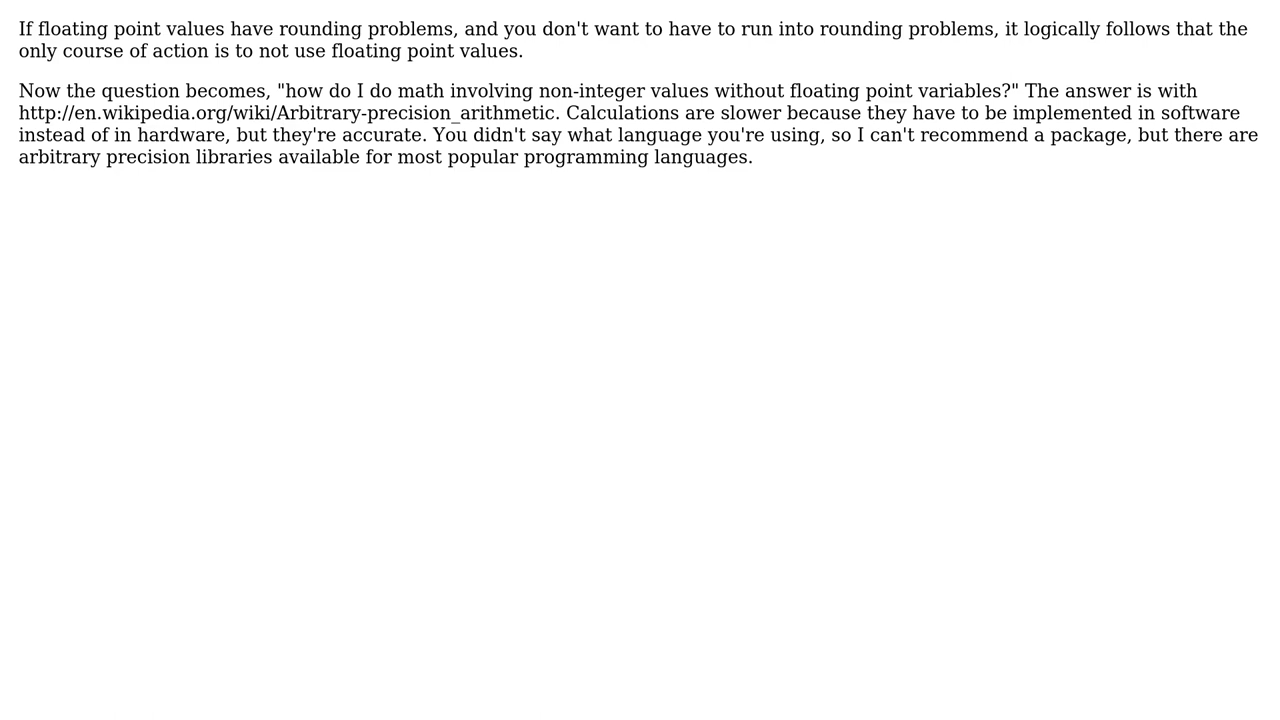 If floating point values have rounding problems, and you don't want to have to run into rounding problems, it logically follows that the
only course of action is to not use floating point values.
Now the question becomes, "how do I do math involving non-integer values without floating point variables?" The answer is with
http://en.wikipedia.org/wiki/Arbitrary-precision_arithmetic. Calculations are slower because they have to be implemented in software
instead of in hardware, but they're accurate. You didn't say what language you're using, so I can't recommend a package, but there are
arbitrary precision libraries available for most popular programming languages.